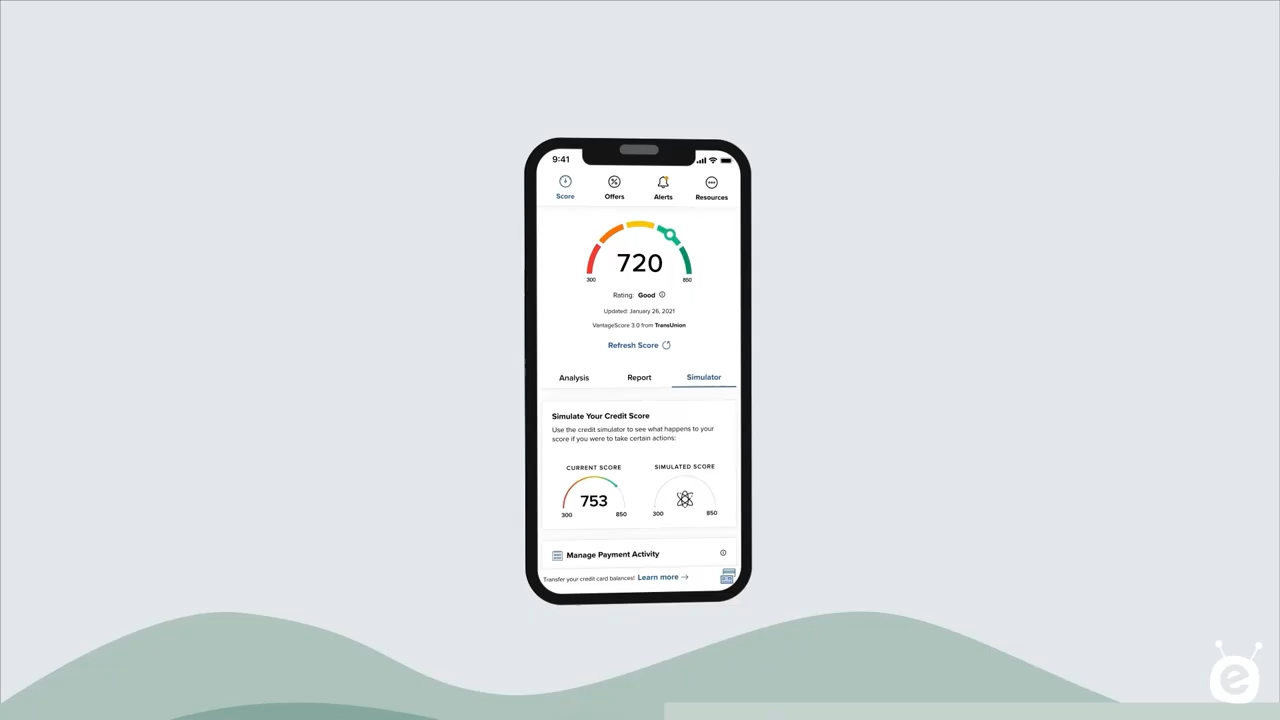 9:41
Score Offers Alerts Resources
720
300 850
Rating: Good
Updated: January 26, 2021
VantageScore 3.0 from TransUnion
Refresh Score
Analysis Report Simulator
Simulate Your Credit Score
Use the credit simulator to see what happens to your
score if you were to take certain actions:
CURRENT SCORE SIMULATED SCORE
753
300 850 300 850
Manage Payment Activity
Transfer your credit card balances! Learn more →
e